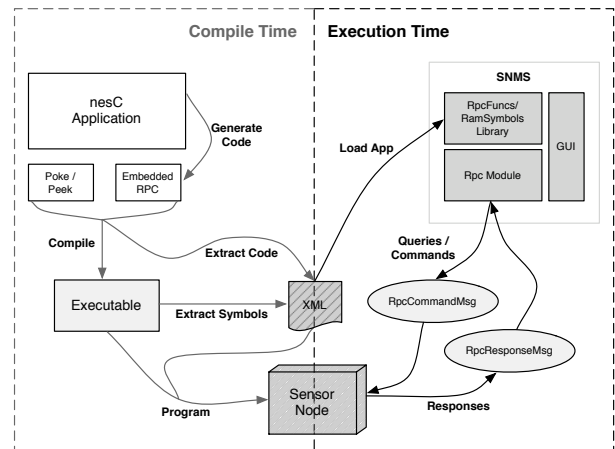 Compile Time
Execution Time
nesC
Application
Generate
Code
Poke /
Peek
Embedded
RPC
Compile
Extract Code
Executable
Extract Symbols
XML
Program
Sensor
Node
Load App
SNMS
RpcFuncs/
RamSymbols
Library
GUI
Rpc Module
Queries /
Commands
RpcCommandMsg
RpcResponseMsg
Responses